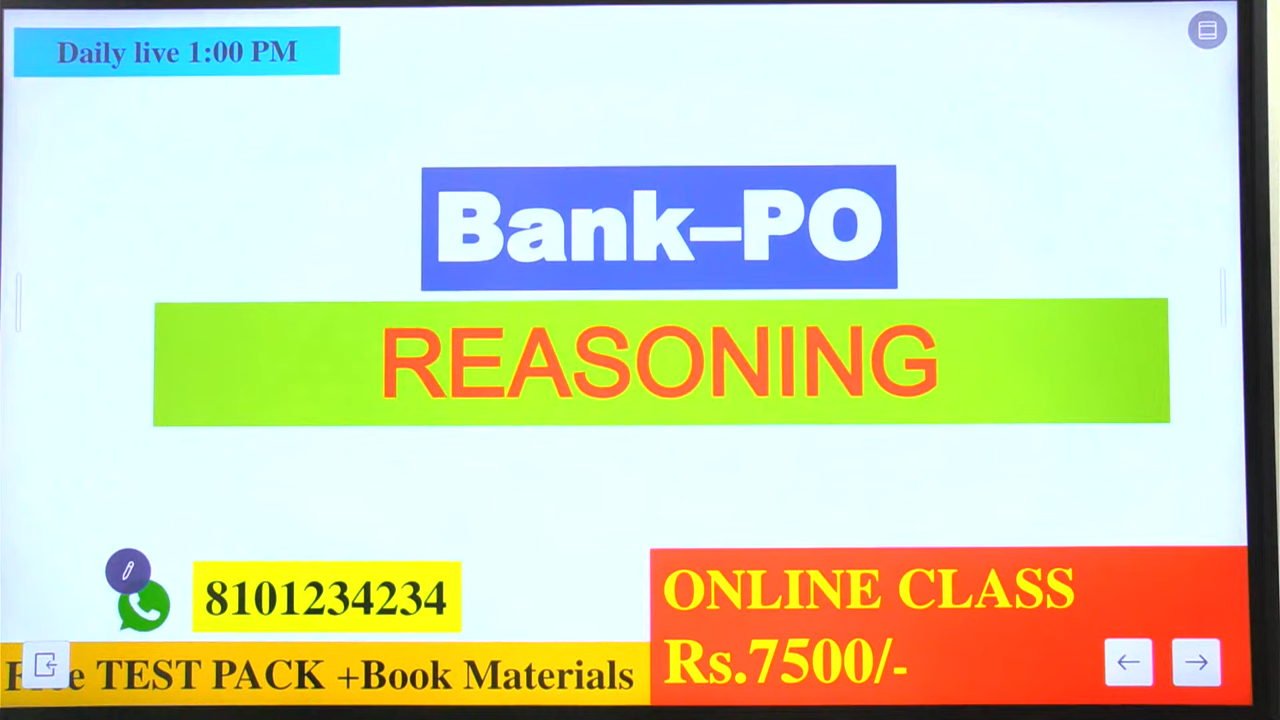 Daily live 1:00 PM
Bank–PO
REASONING
8101234234
TEST PACK +Book Materials
ONLINE CLASS
Rs.7500/-